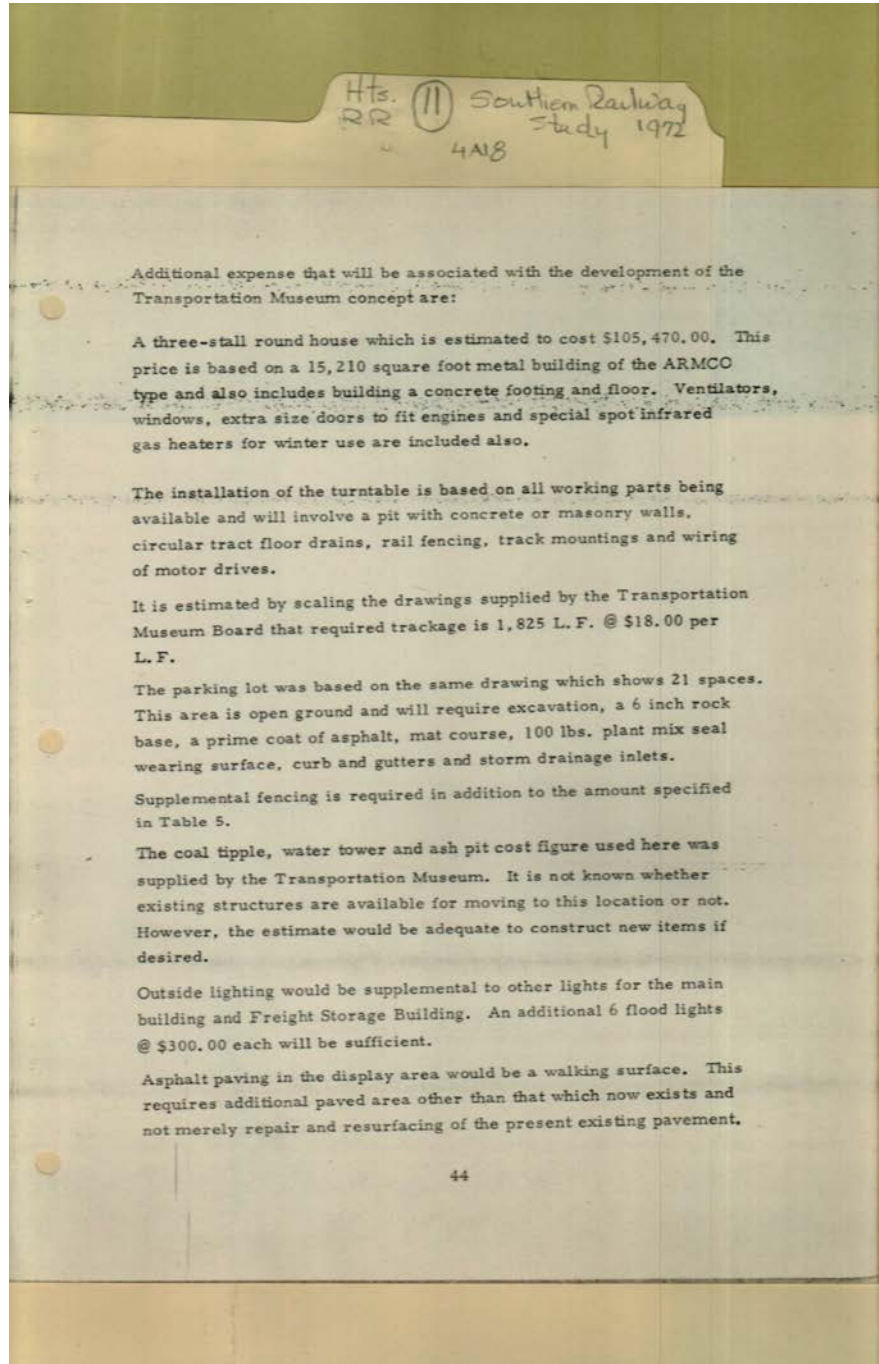 Hts. (11) Southern Railway
RR Study 1972
4A18
Additional expense that will be associated with the development of the
Transportation Museum concept are:
A three-stall round house which is estimated to cost $105,470.00. This
price is based on a 15,210 square foot metal building of the ARMCO
type and also includes building a concrete footing and floor. Ventilators,
windows, extra size doors to fit engines and special spot infrared
gas heaters for winter use are included also.
The installation of the turntable is based on all working parts being
available and will involve a pit with concrete or masonry walls,
circular tract floor drains, rail fencing, track mountings and wiring
of motor drives.
It is estimated by scaling the drawings supplied by the Transportation
Museum Board that required trackage is 1,825 L.F. @ $18.00 per
L.F.
The parking lot was based on the same drawing which shows 21 spaces.
This area is open ground and will require excavation, a 6 inch rock
base, a prime coat of asphalt, mat course, 100 lbs. plant mix seal
wearing surface, curb and gutters and storm drainage inlets.
Supplemental fencing is required in addition to the amount specified
in Table 5.
The coal tipple, water tower and ash pit cost figure used here was
supplied by the Transportation Museum. It is not known whether
existing structures are available for moving to this location or not.
However, the estimate would be adequate to construct new items if
desired.
Outside lighting would be supplemental to other lights for the main
building and Freight Storage Building. An additional 6 flood lights
@ $300.00 each will be sufficient.
Asphalt paving in the display area would be a walking surface. This
requires additional paved area other than that which now exists and
not merely repair and resurfacing of the present existing pavement.
44